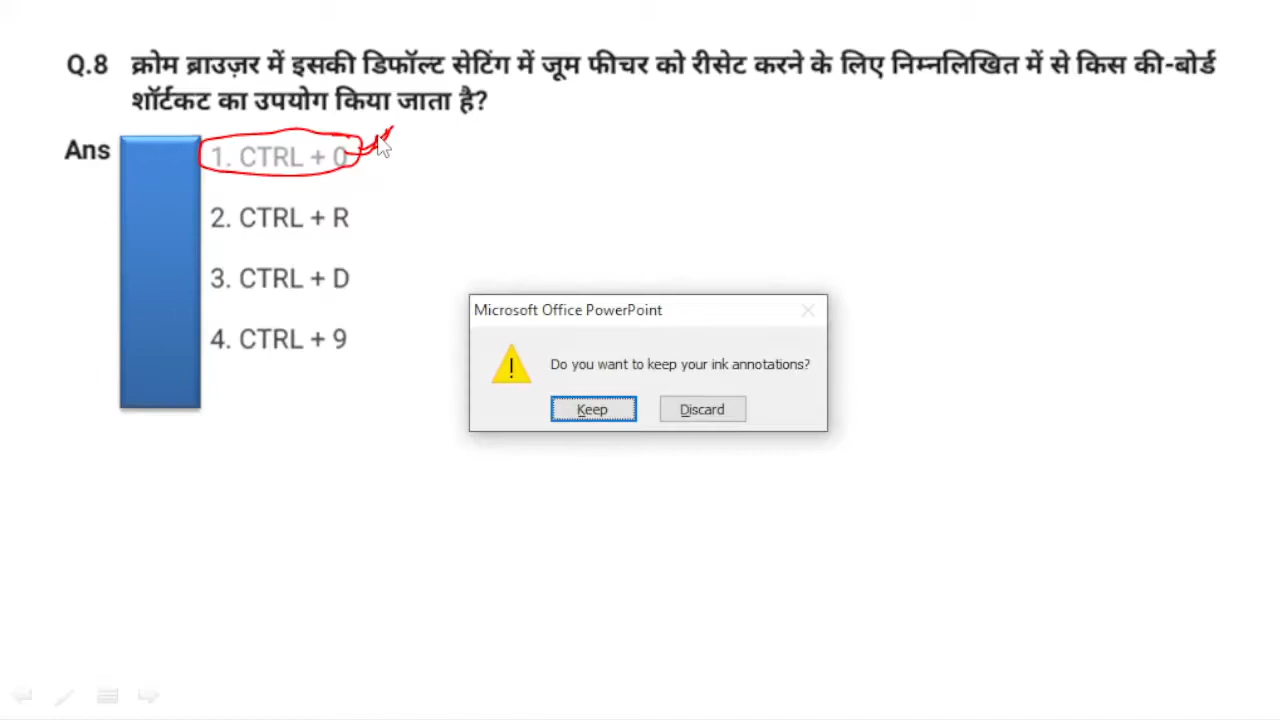 Q.8 क्रोम ब्राउज़र में इसकी डिफॉल्ट सेटिंग में जूम फीचर को रीसेट करने के लिए निम्नलिखित में से किस की-बोर्ड
शॉर्टकट का उपयोग किया जाता है?
Ans 1. CTRL + 0
2. CTRL + R
3. CTRL + D
4. CTRL + 9
Microsoft Office PowerPoint
Do you want to keep your ink annotations?
Keep Discard